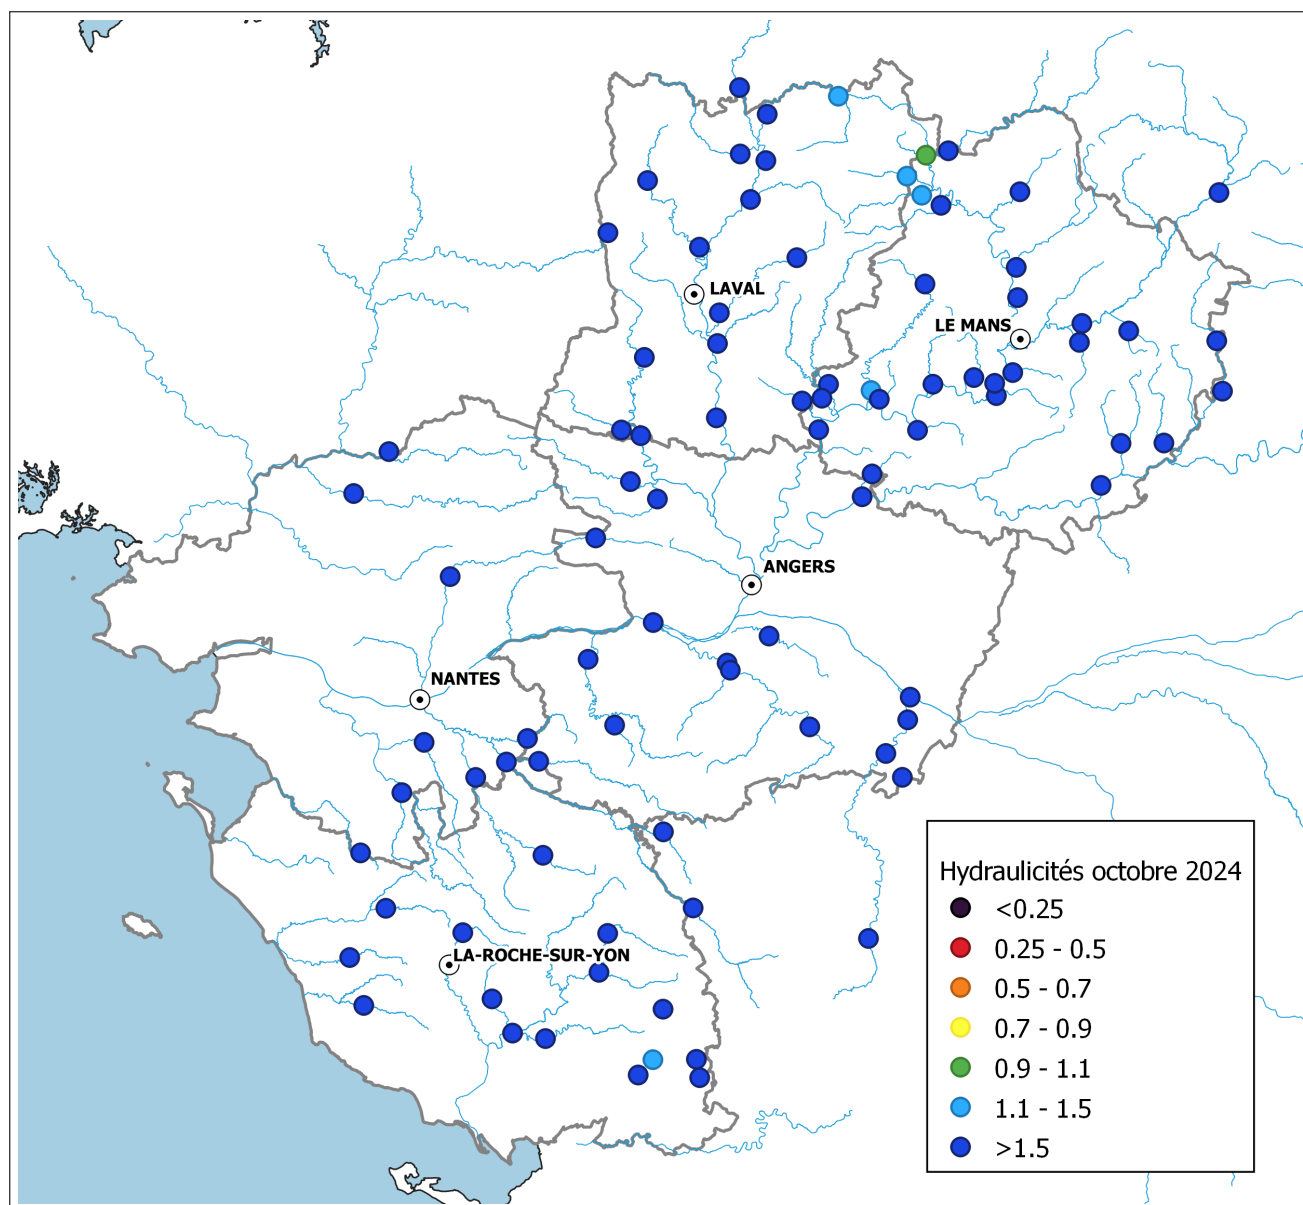 LAVAL
LE MANS
ANGERS
NANTES
LA-ROCHE-SUR-YON
Hydraulicités octobre 2024
<0.25
0.25 - 0.5
0.5 - 0.7
0.7 - 0.9
0.9 - 1.1
1.1 - 1.5
>1.5